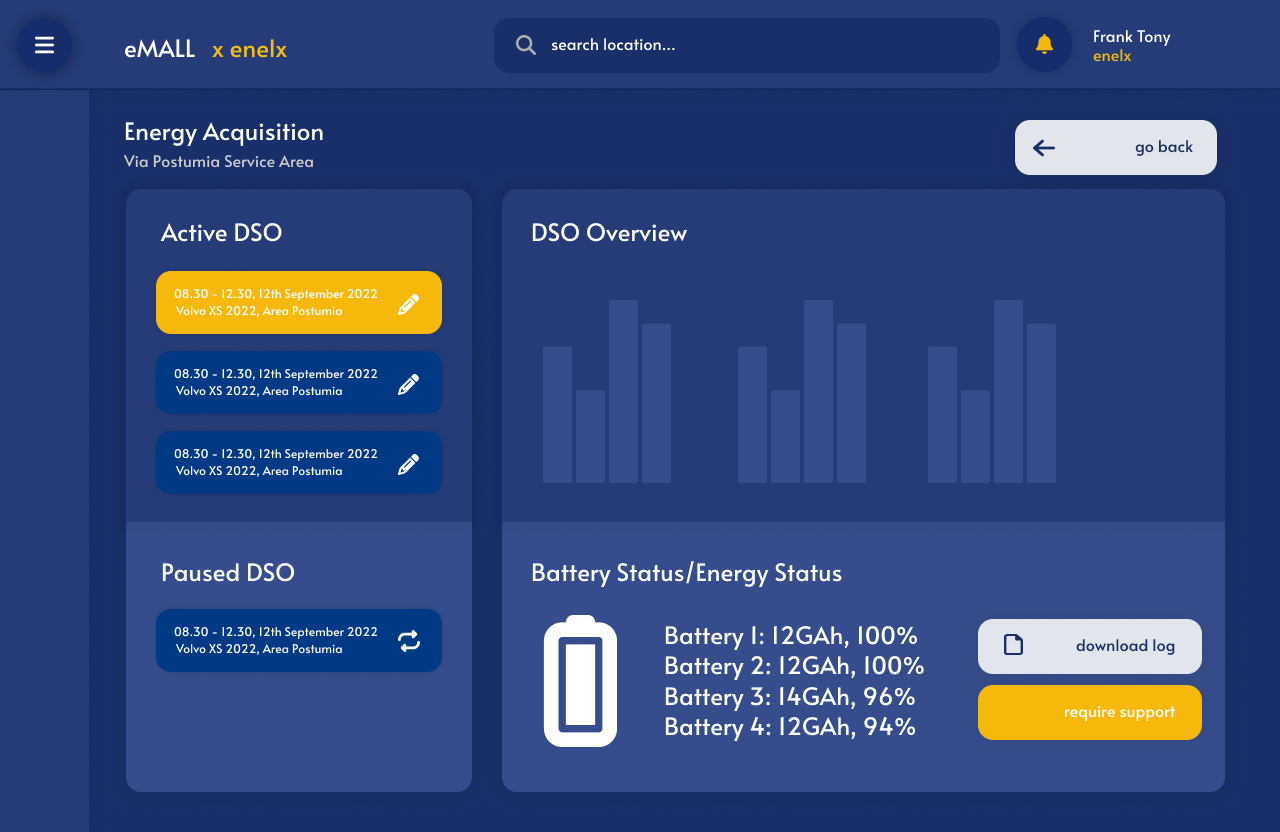 eMALL x enelx
search location...
Frank Tony
enelx
Energy Acquisition
Via Postumia Service Area
go back
Active DSO
08.30 - 12.30, 12th September 2022
Volvo XS 2022, Area Postumia
08.30 - 12.30, 12th September 2022
Volvo XS 2022, Area Postumia
08.30 - 12.30, 12th September 2022
Volvo XS 2022, Area Postumia
Paused DSO
08.30 - 12.30, 12th September 2022
Volvo XS 2022, Area Postumia
DSO Overview
Battery Status/Energy Status
Battery 1: 12GAh, 100%
Battery 2: 12GAh, 100%
Battery 3: 14GAh, 96%
Battery 4: 12GAh, 94%
download log
require support